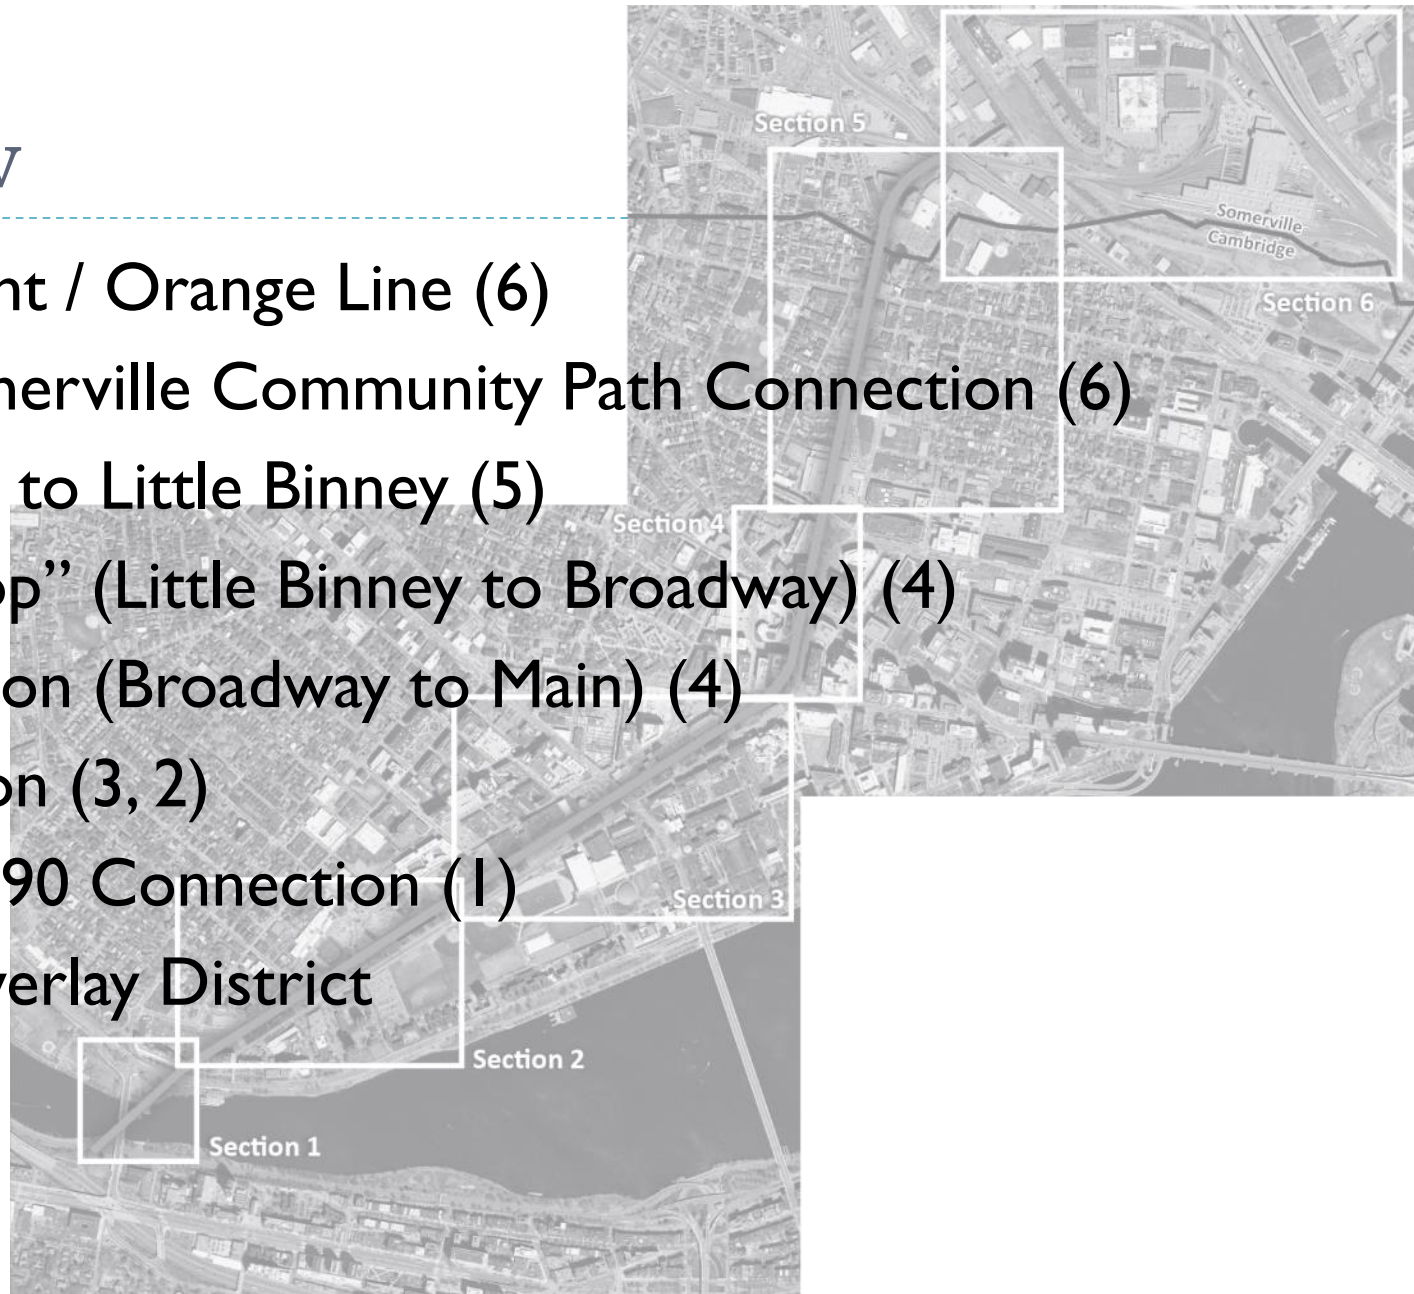 w
nt / Orange Line (6)
merville Community Path Connection (6)
to Little Binney (5)
op” (Little Binney to Broadway) (4)
on (Broadway to Main) (4)
on (3, 2)
90 Connection (1)
verlay District
Section 5
Somerville
Cambridge
Section 6
Section 4
Section 3
Section 2
Section 1